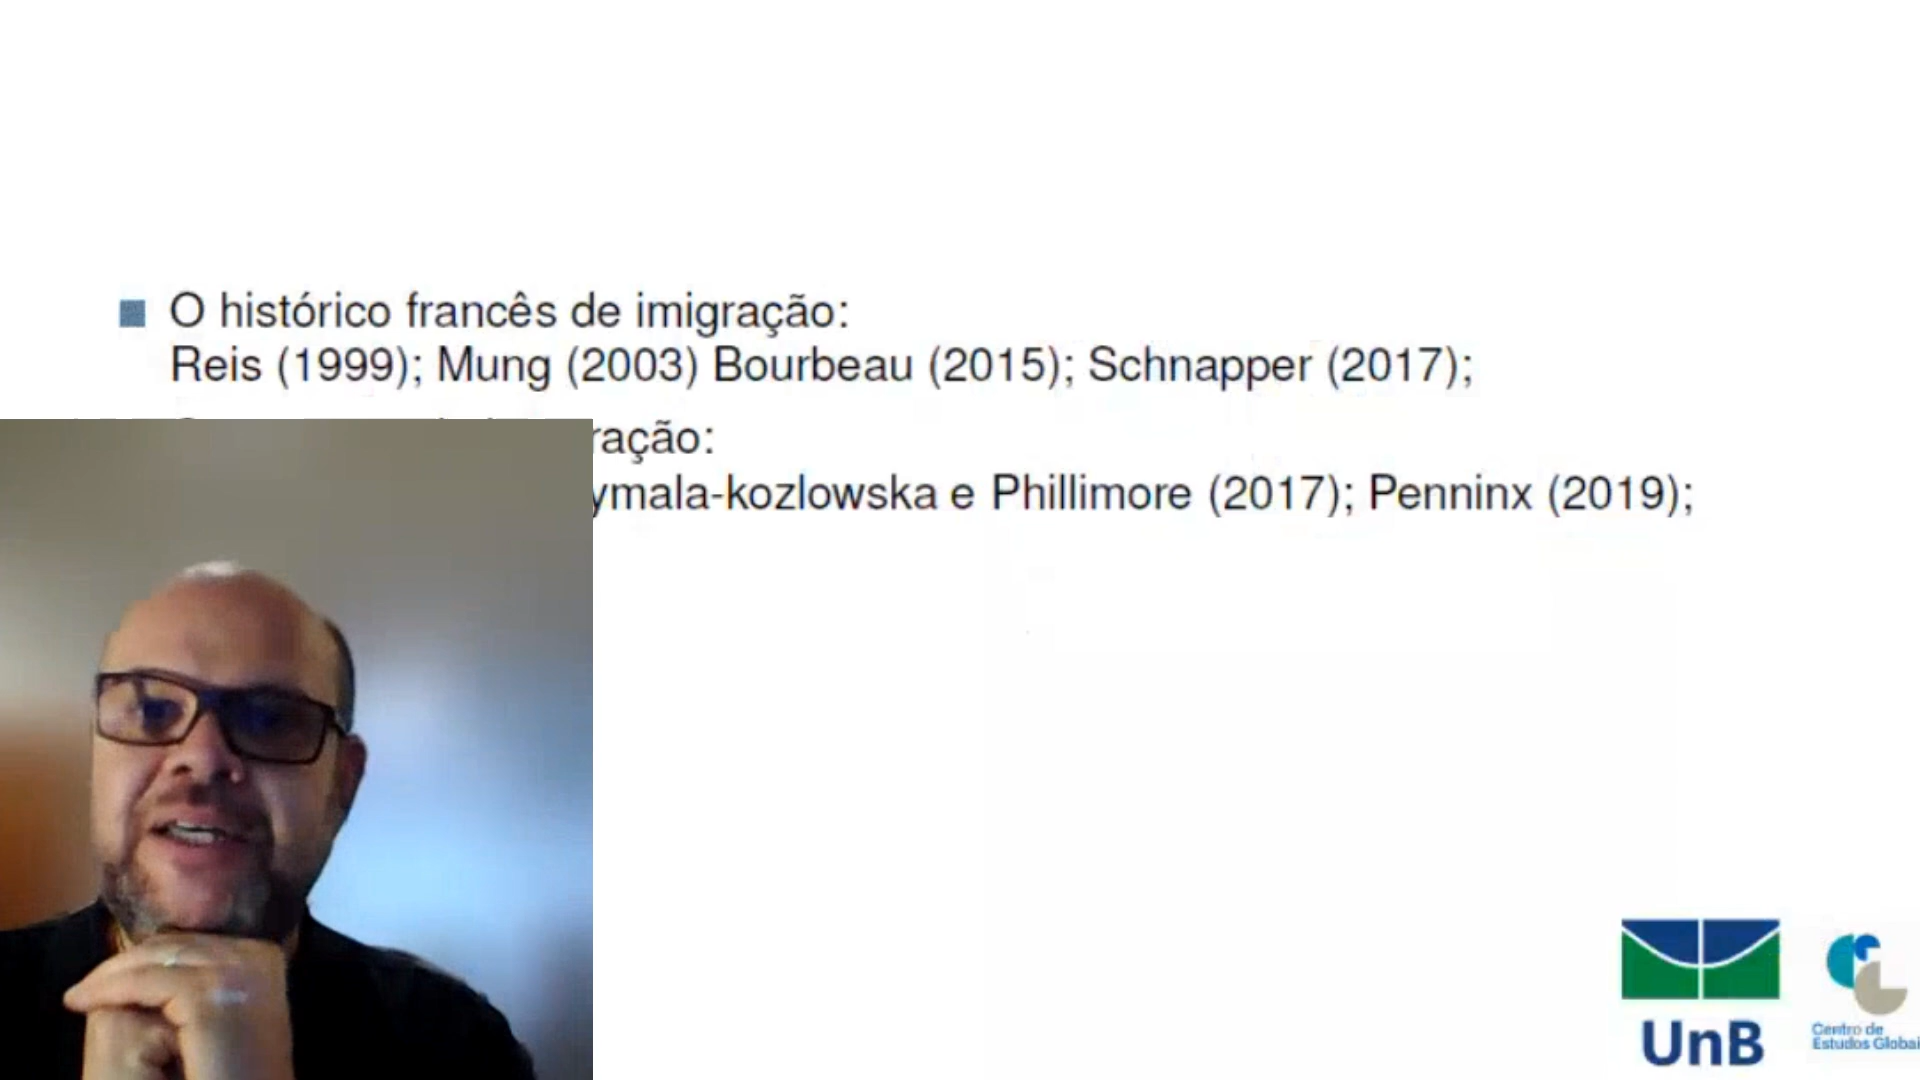 O histórico francês de imigração:
Reis (1999); Mung (2003) Bourbeau (2015); Schnapper (2017);
ração:
ymala-kozlowska e Phillimore (2017); Penninx (2019);
UnB
Centro de
Estudos Globai